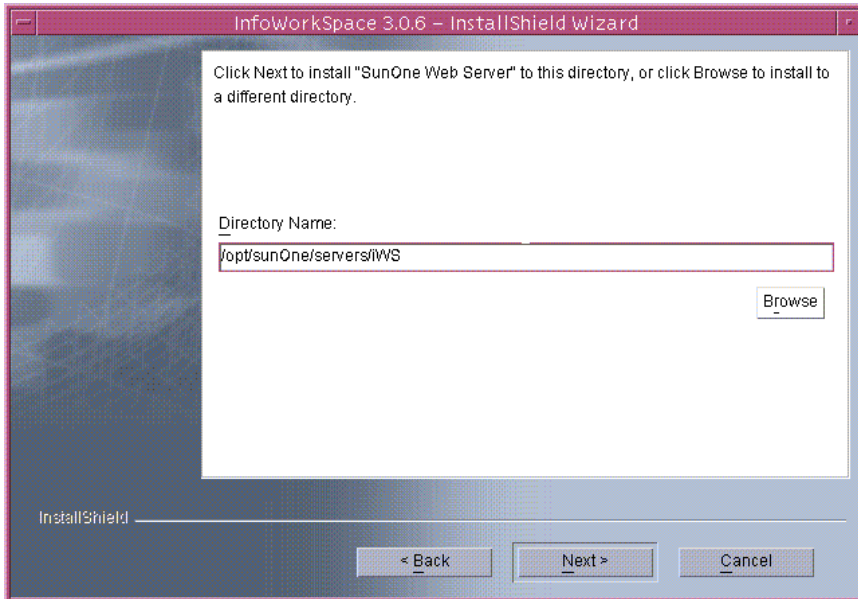 InfoWorkSpace 3.0.6 – InstallShield Wizard
Click Next to install "SunOne Web Server" to this directory, or click Browse to install to
a different directory.
Directory Name:
/opt/sunOne/servers/iWS
Browse
InstallShield
< Back Next > Cancel